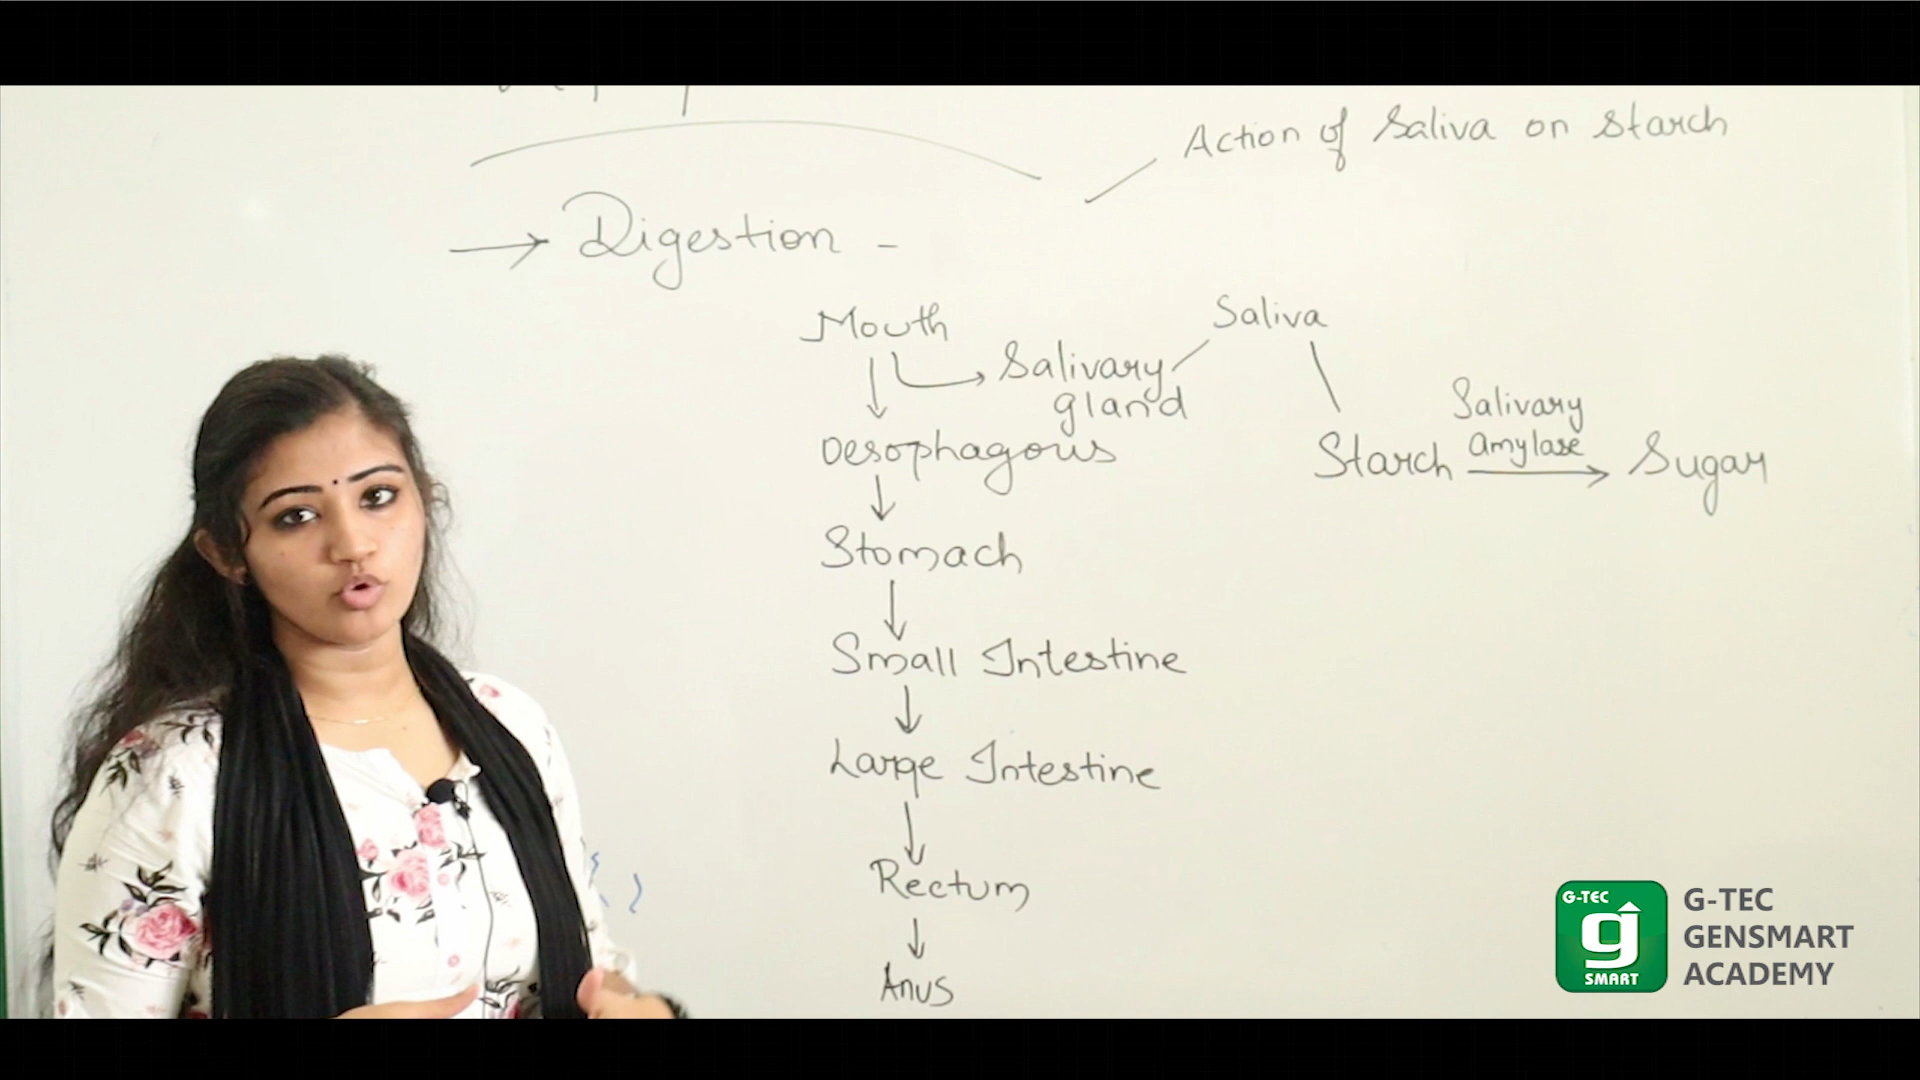 Action of Saliva on Starch
→ Digestion -
Mouth
Salivary
gland
Saliva
Salivary
amylase
Starch → Sugar
Oesophagous
Stomach
Small Intestine
Large Intestine
Rectum
Anus
G-TEC
g
SMART
G-TEC
GENSMART
ACADEMY